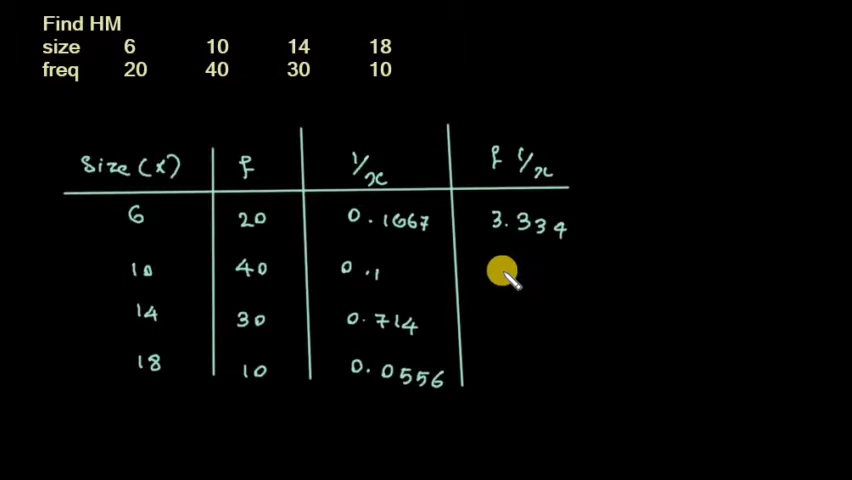 Find HM
size 6 10 14 18
freq 20 40 30 10
Size (x) f 1/x f 1/x
6 20 0.1667 3.334
10 40 0.1
14 30 0.714
18 10 0.0556